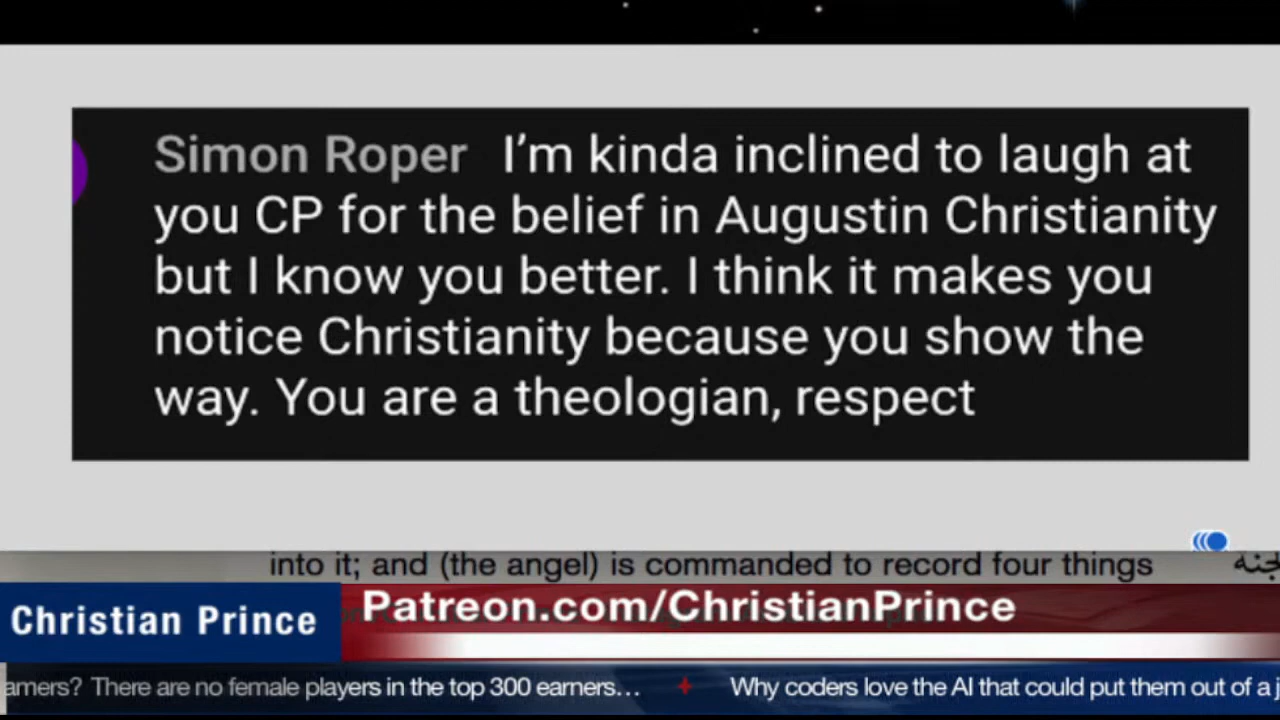 Simon Roper I’m kinda inclined to laugh at
you CP for the belief in Augustin Christianity
but I know you better. I think it makes you
notice Christianity because you show the
way. You are a theologian, respect
into it; and (the angel) is commanded to record four things
Christian Prince
Patreon.com/ChristianPrince
amers? There are no female players in the top 300 earners… Why coders love the AI that could put them out of a j